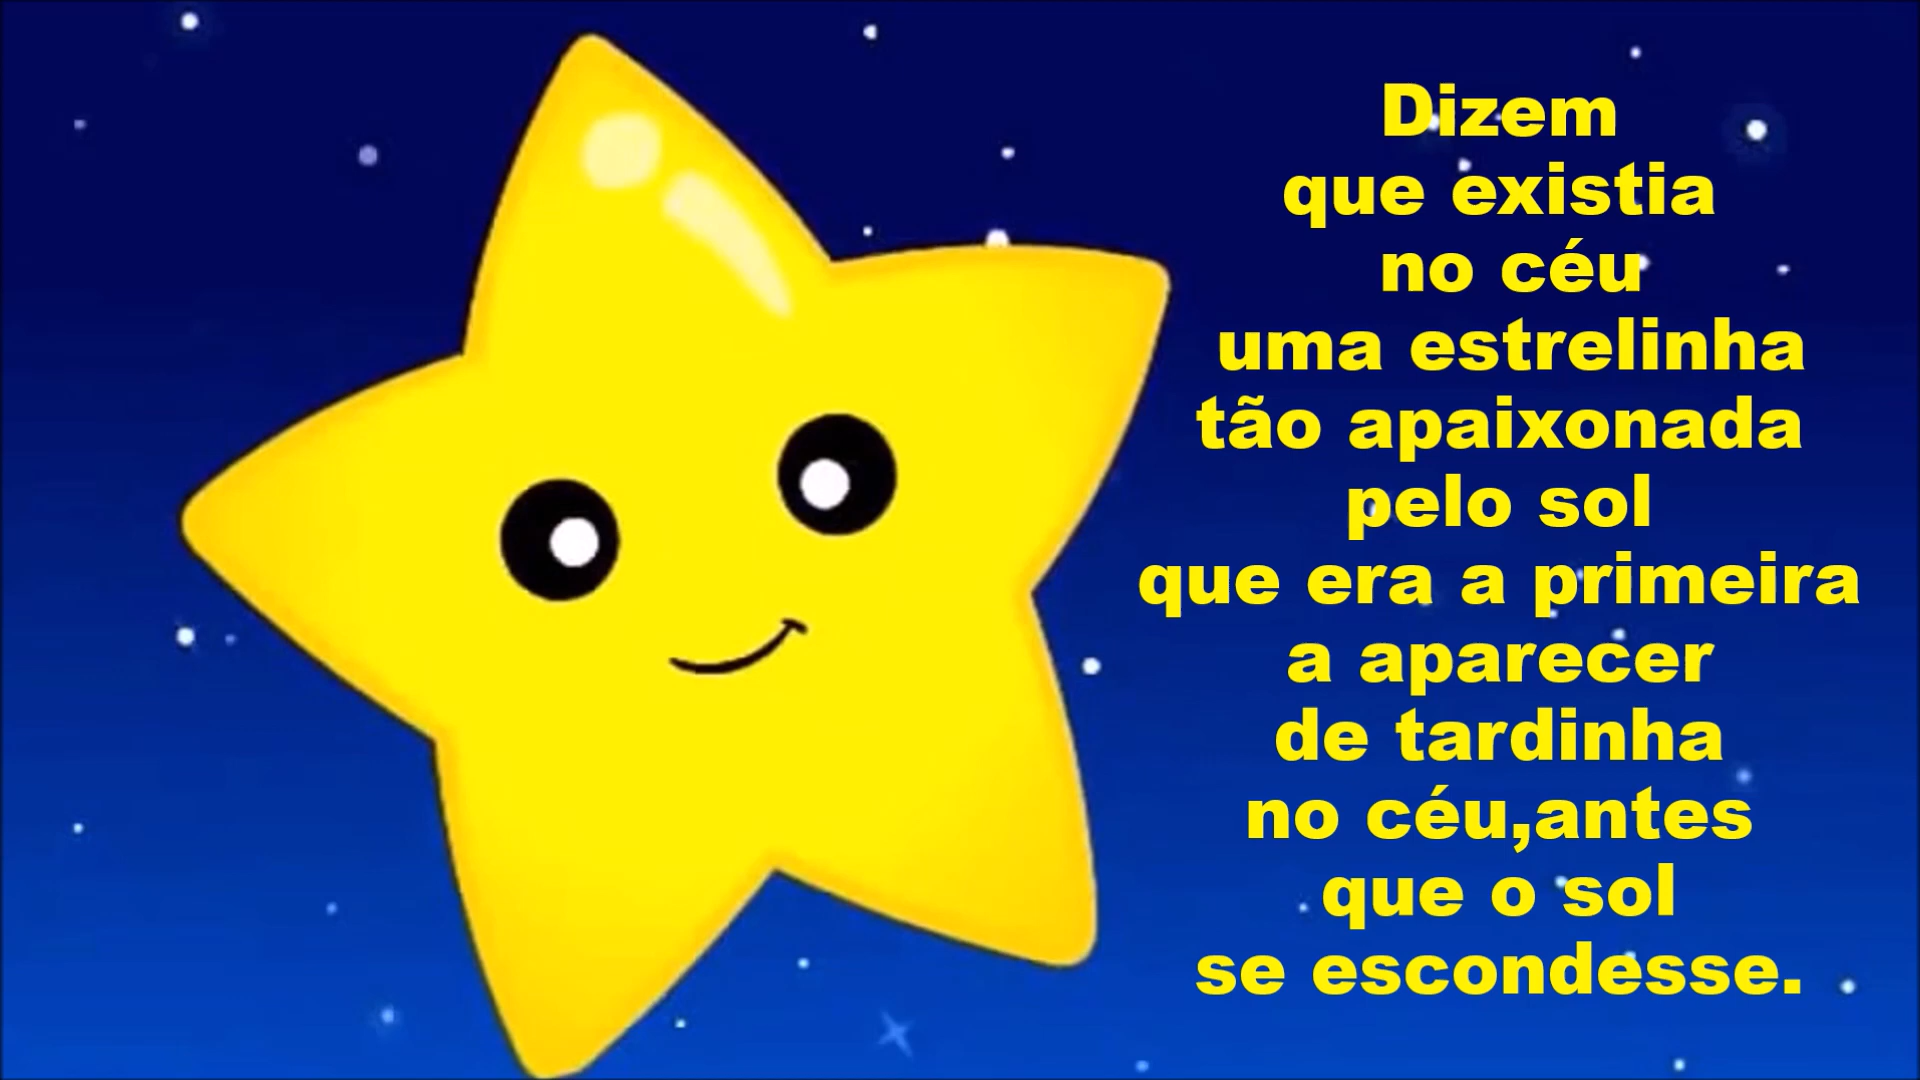 Dizem
que existia
no céu
uma estrelinha
tão apaixonada
pelo sol
que era a primeira
a aparecer
de tardinha
no céu,antes
que o sol
se escondesse.